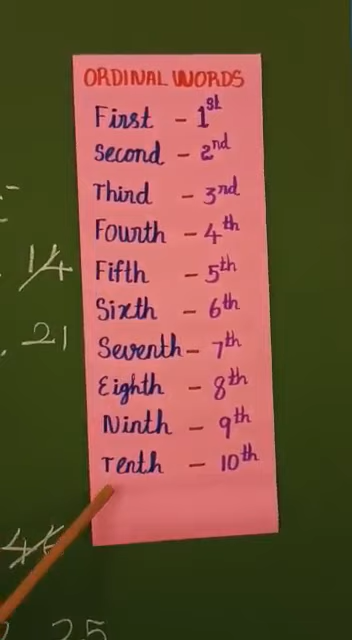 ORDINAL WORDS
First - 1st
Second - 2nd
Third - 3nd
Fourth - 4th
Fifth - 5th
Sixth - 6th
Seventh - 7th
Eighth - 8th
Ninth - 9th
Tenth - 10th
14
21
25